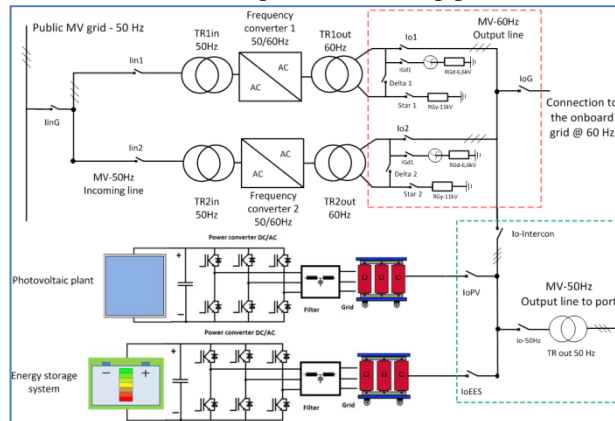 Public MV grid - 50 Hz
TR1in
50Hz
Frequency
converter 1
50/60Hz
TR1out
60Hz
MV-60Hz
Output line
Iin1
AC
AC
Io1
IGd1
RGd-6,6kV
Delta 1
Star 1
RGy-11kV
IoG
IinG
Connection to
the onboard
grid @ 60 Hz
Iin2
MV-50Hz
Incoming line
TR2in
50Hz
AC
AC
Frequency
converter 2
50/60Hz
TR2out
60Hz
Io2
IGd1
RGd-6,6kV
Delta 2
Star 2
RGy-11kV
Io-Intercon
Power converter DC/AC
Photovoltaic plant
+
−
Filter
Grid
IoPV
MV-50Hz
Output line to port
Io-50Hz
TR out 50 Hz
Power converter DC/AC
Energy storage
system
− +
+
−
Filter
Grid
IoEES